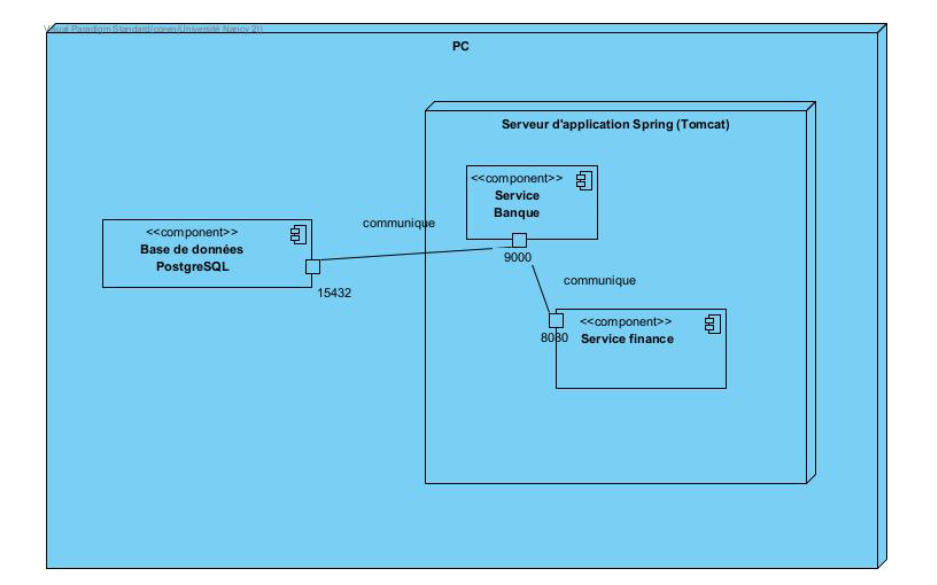 Visual Paradigm Standard(coren(Université Nancy 2))
PC
Serveur d'application Spring (Tomcat)
<<component>>
Service
Banque
communique
<<component>>
Base de données
PostgreSQL
9000
15432
communique
<<component>>
8080
Service finance